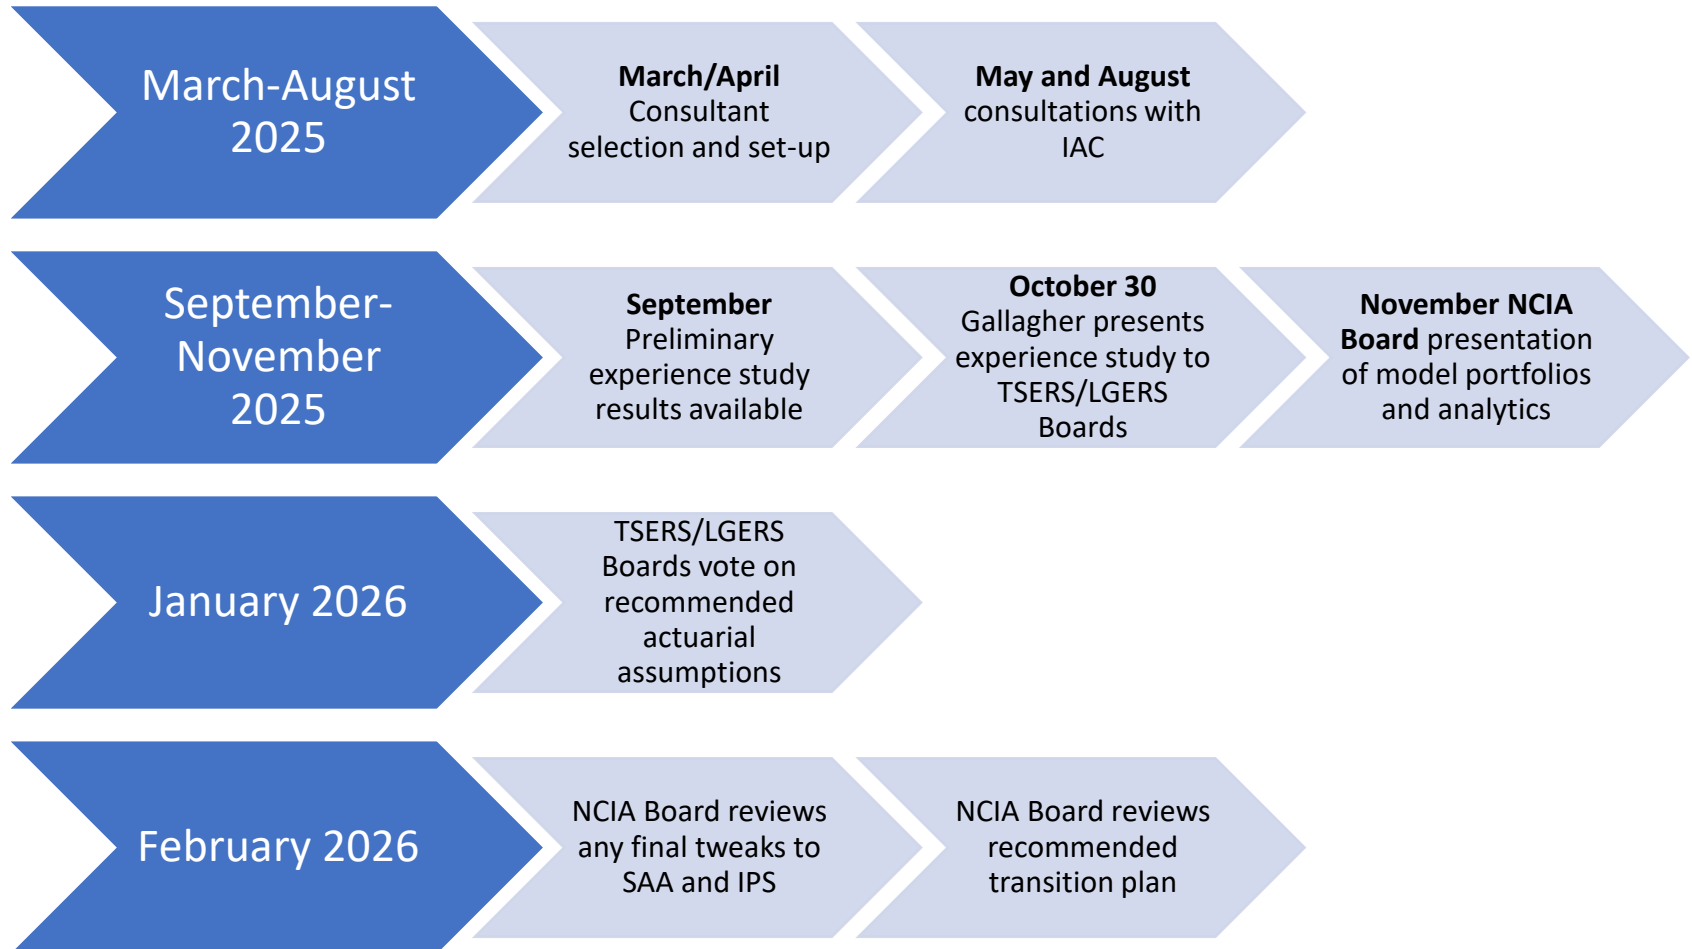 March-August
2025
March/April
Consultant
selection and set-up
May and August
consultations with
IAC
September-
November
2025
September
Preliminary
experience study
results available
October 30
Gallagher presents
experience study to
TSERS/LGERS
Boards
November NCIA
Board presentation
of model portfolios
and analytics
January 2026
TSERS/LGERS
Boards vote on
recommended
actuarial
assumptions
February 2026
NCIA Board reviews
any final tweaks to
SAA and IPS
NCIA Board reviews
recommended
transition plan